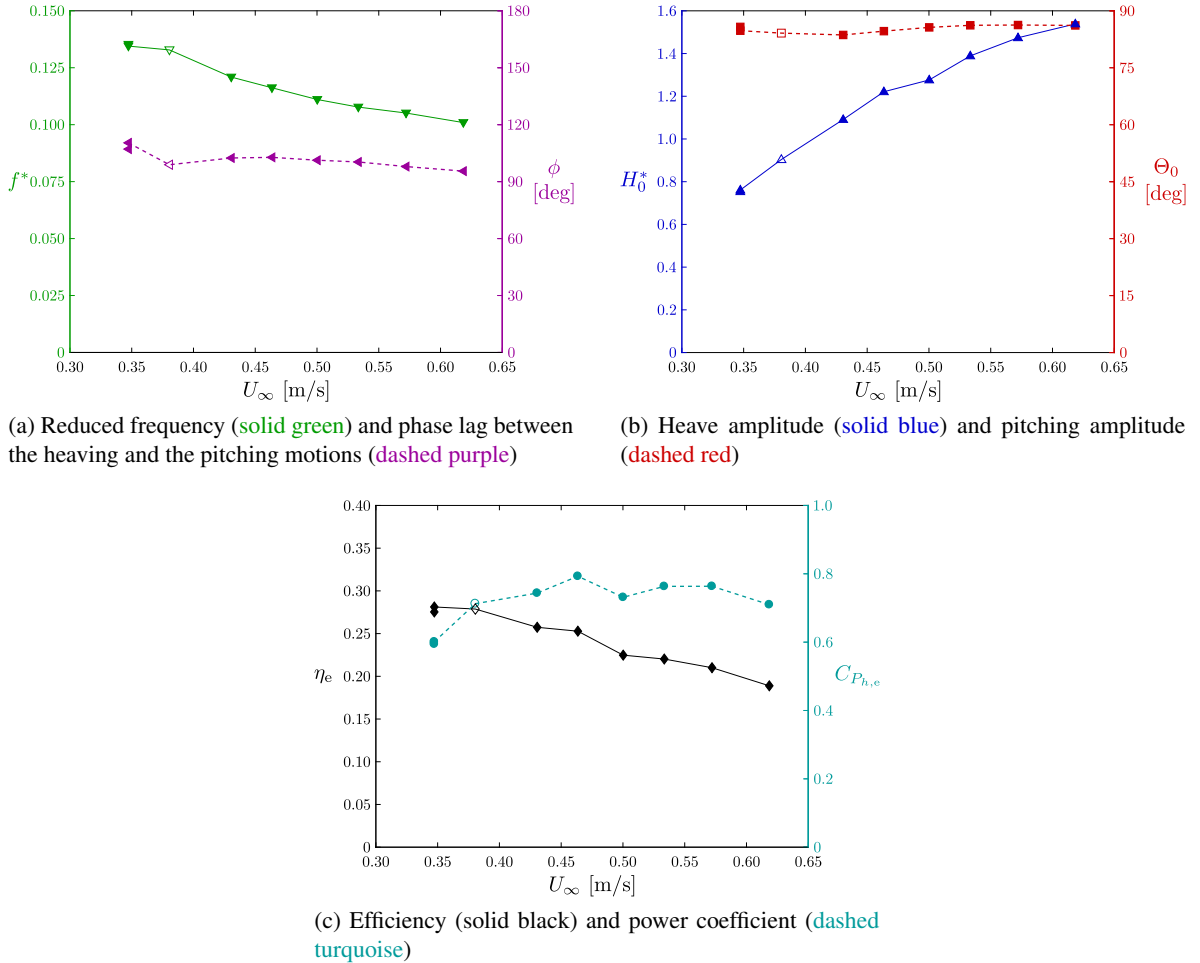 0.150
0.125
0.100
0.075
0.050
0.025
0
f*
180
150
120
90
60
30
0
ϕ
[deg]
0.30 0.35 0.40 0.45 0.50 0.55 0.60 0.65
U∞ [m/s]
(a) Reduced frequency (solid green) and phase lag between
the heaving and the pitching motions (dashed purple)
1.6
1.4
1.2
1.0
0.8
0.6
0.4
0.2
0
H₀*
90
75
60
45
30
15
0
Θ₀
[deg]
0.30 0.35 0.40 0.45 0.50 0.55 0.60 0.65
U∞ [m/s]
(b) Heave amplitude (solid blue) and pitching amplitude
(dashed red)
0.40
0.35
0.30
0.25
0.20
0.15
0.10
0.05
0
ηe
1.0
0.8
0.6
0.4
0.2
0
C_{P_{h,e}}
0.30 0.35 0.40 0.45 0.50 0.55 0.60 0.65
U∞ [m/s]
(c) Efficiency (solid black) and power coefficient (dashed
turquoise)